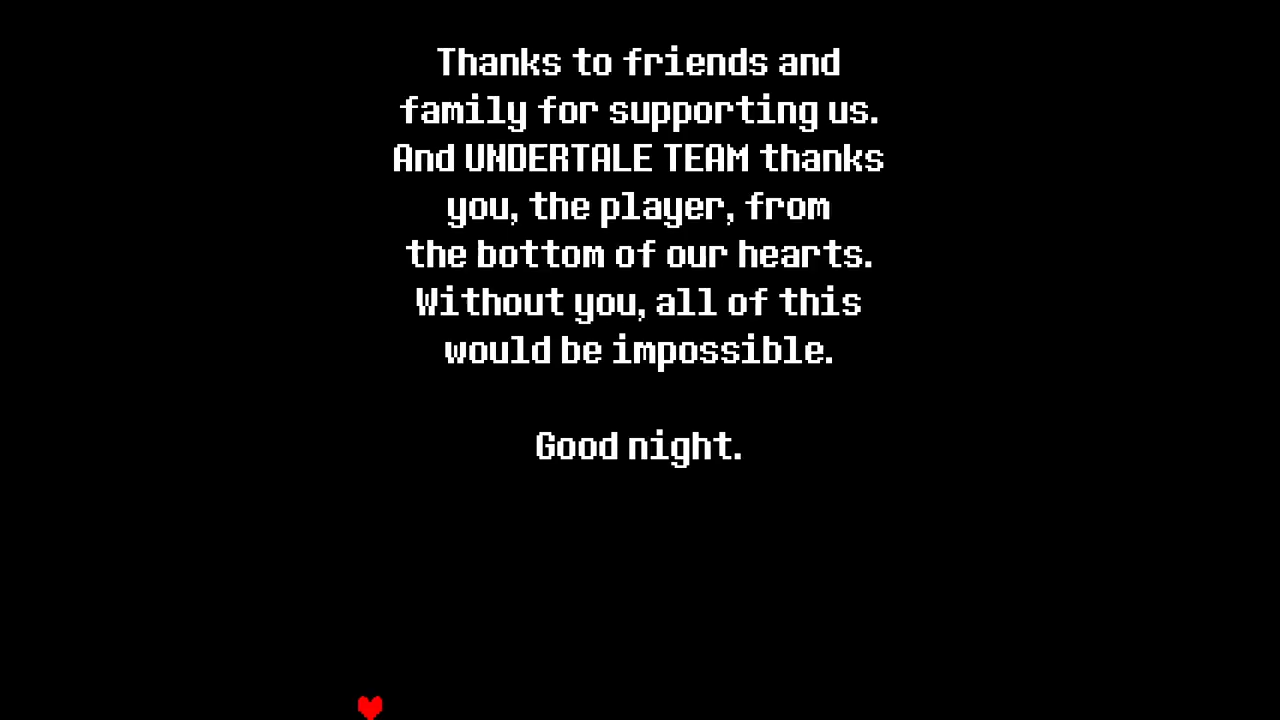 Thanks to friends and
family for supporting us.
And UNDERTALE TEAM thanks
you, the player, from
the bottom of our hearts.
Without you, all of this
would be impossible.
Good night.